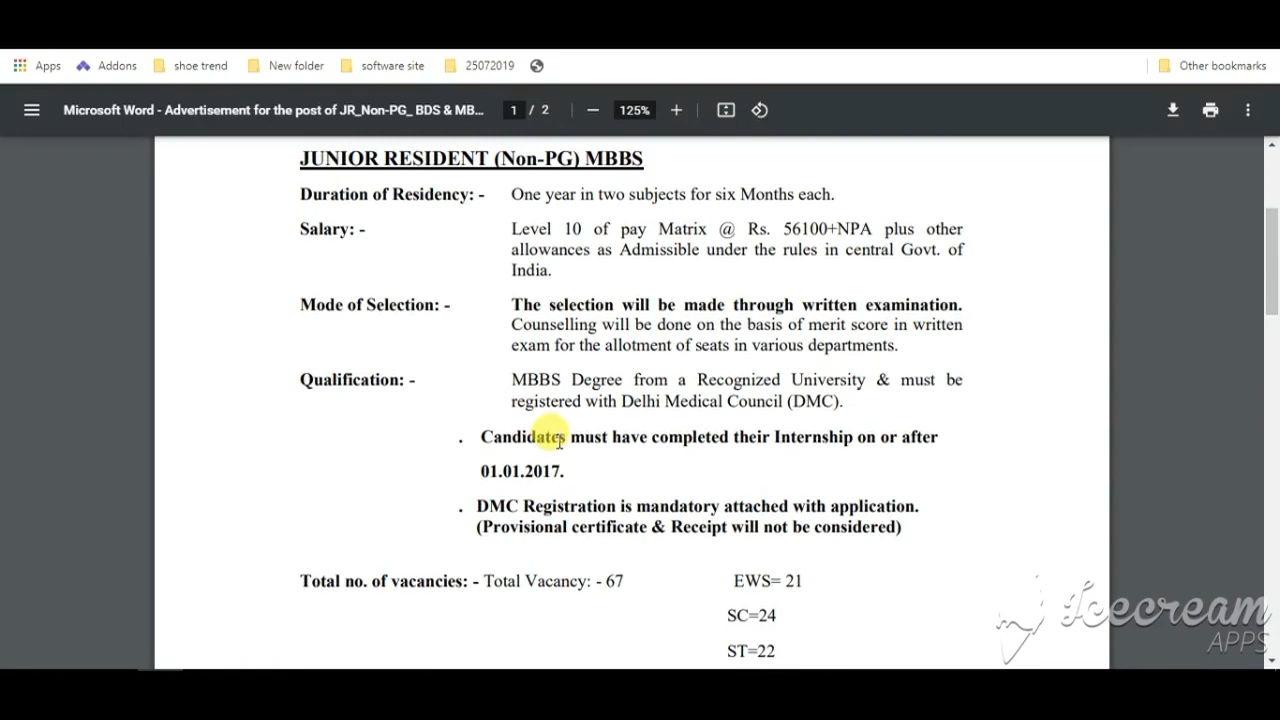 Apps Addons shoe trend New folder software site 25072019 Other bookmarks
Microsoft Word - Advertisement for the post of JR_Non-PG_ BDS & MB... 1 / 2 125%
JUNIOR RESIDENT (Non-PG) MBBS
Duration of Residency: - One year in two subjects for six Months each.
Salary: - Level 10 of pay Matrix @ Rs. 56100+NPA plus other
allowances as Admissible under the rules in central Govt. of
India.
Mode of Selection: - The selection will be made through written examination.
Counselling will be done on the basis of merit score in written
exam for the allotment of seats in various departments.
Qualification: - MBBS Degree from a Recognized University & must be
registered with Delhi Medical Council (DMC).
. Candidates must have completed their Internship on or after
01.01.2017.
. DMC Registration is mandatory attached with application.
(Provisional certificate & Receipt will not be considered)
Total no. of vacancies: - Total Vacancy: - 67 EWS= 21
SC=24
ST=22
Icecream
APPS